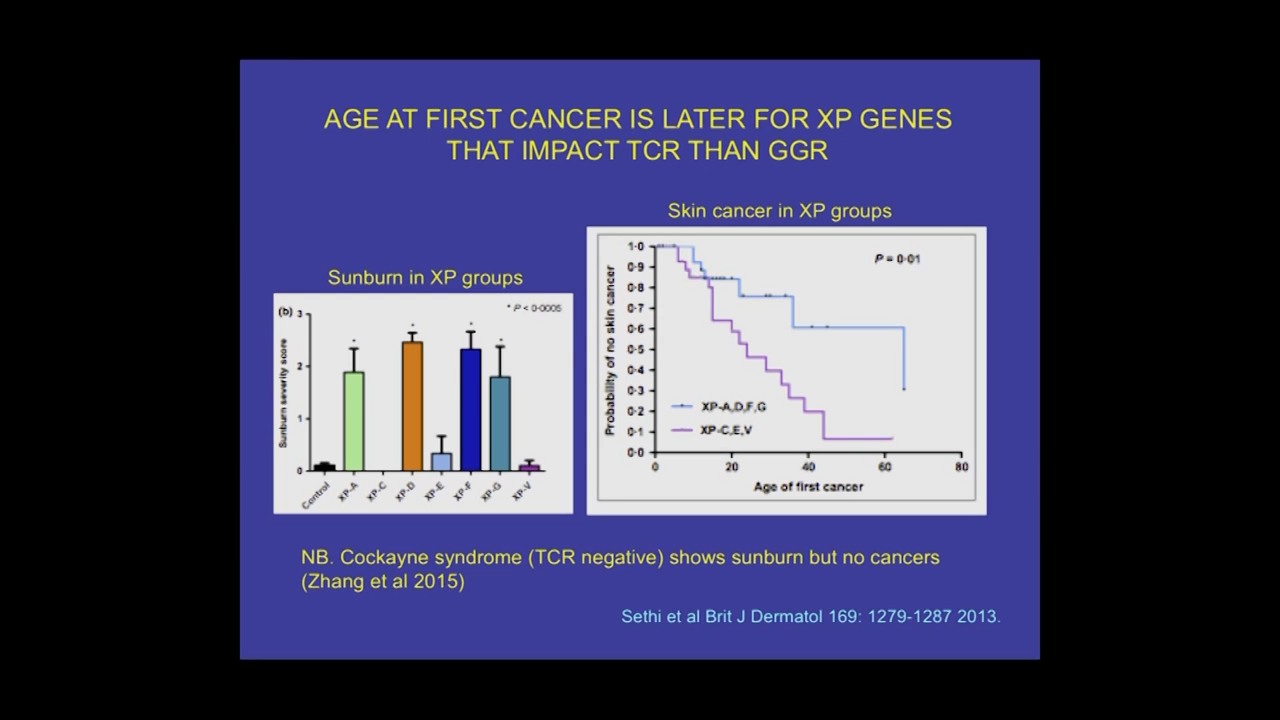 AGE AT FIRST CANCER IS LATER FOR XP GENES
THAT IMPACT TCR THAN GGR
Skin cancer in XP groups
Sunburn in XP groups
(b)
* P < 0·0005
Sunburn severity score
3
2
1
0
Control
XP-A
XP-C
XP-D
XP-E
XP-F
XP-G
XP-V
P = 0·01
Probability of no skin cancer
1·0
0·9
0·8
0·7
0·6
0·5
0·4
0·3
0·2
0·1
0·0
XP-A,D,F,G
XP-C,E,V
0 20 40 60 80
Age of first cancer
NB. Cockayne syndrome (TCR negative) shows sunburn but no cancers
(Zhang et al 2015)
Sethi et al Brit J Dermatol 169: 1279-1287 2013.